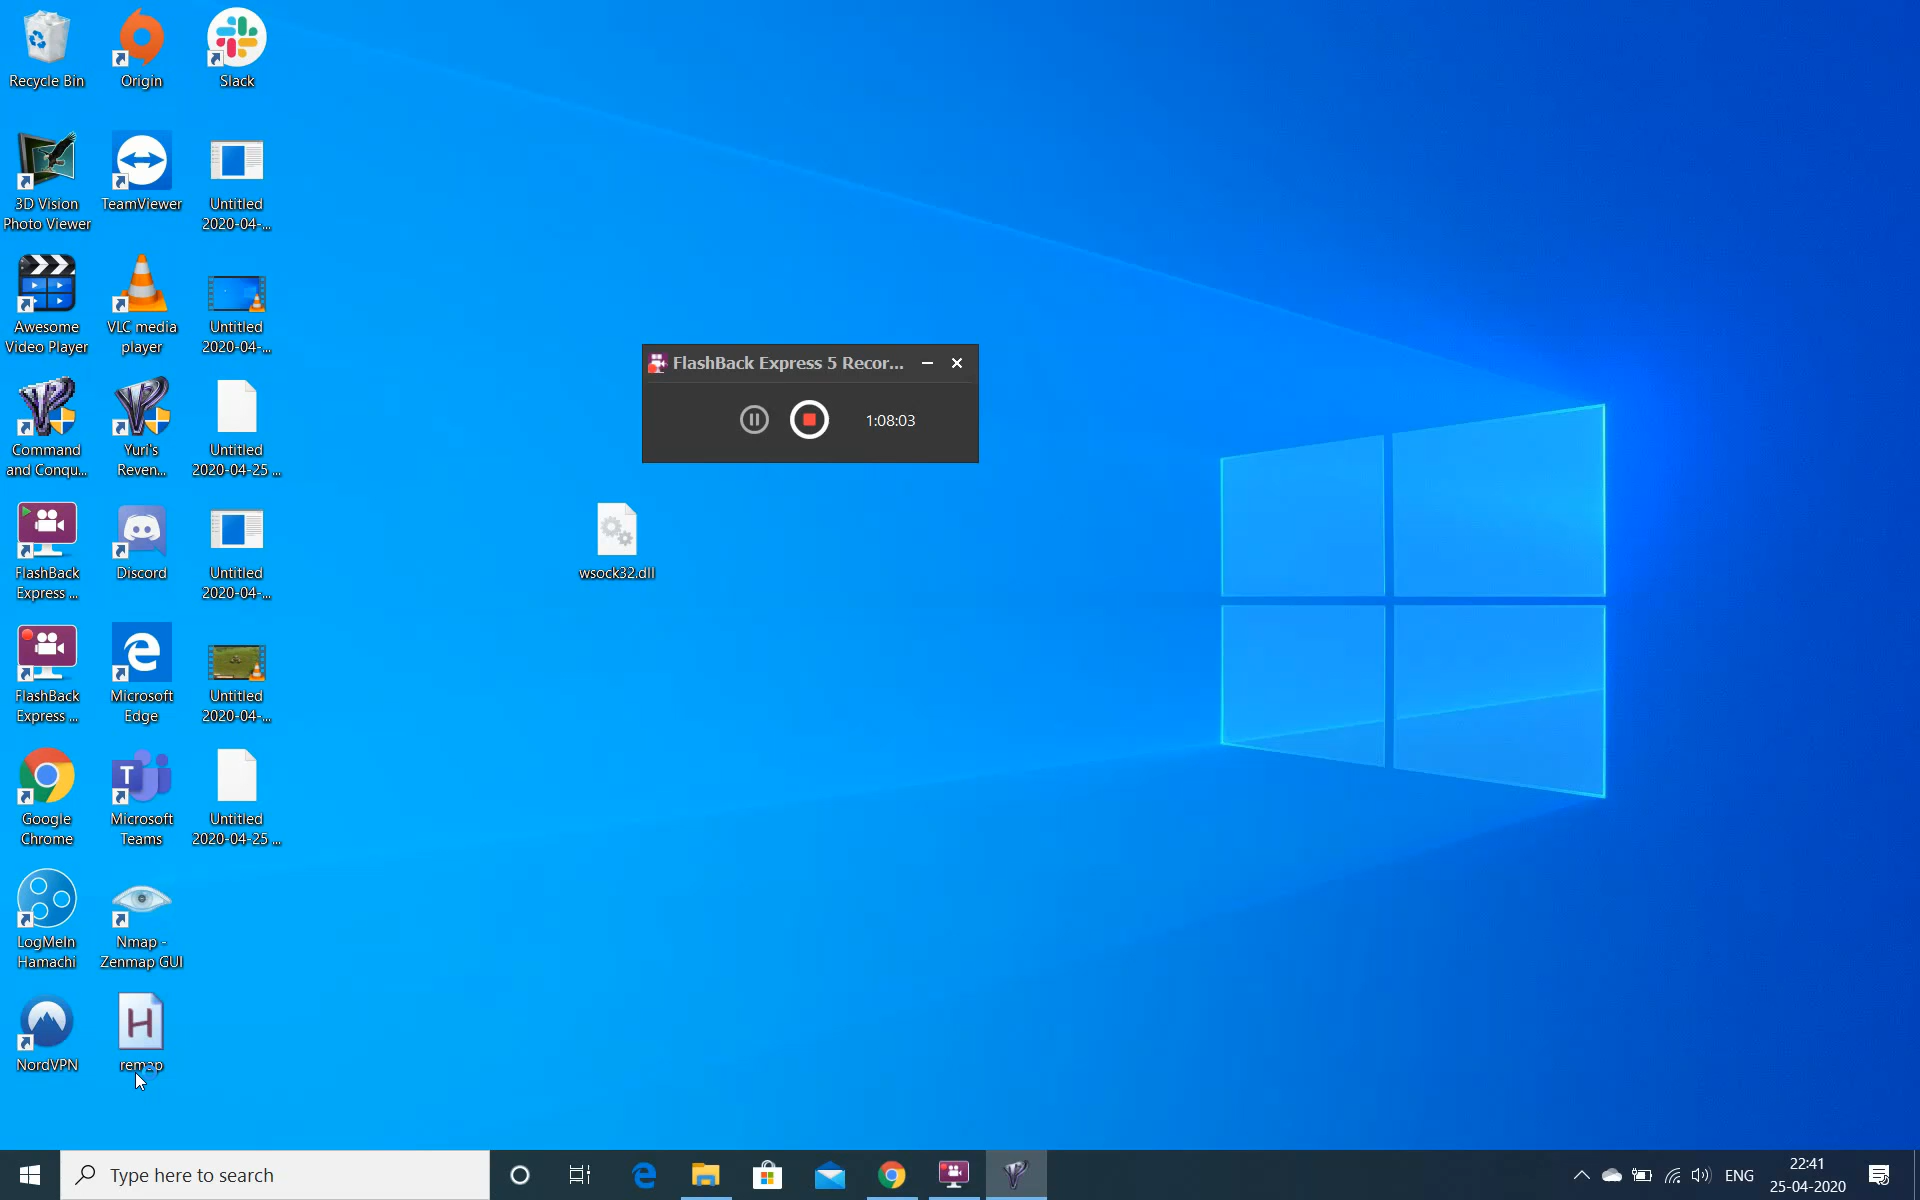 Recycle Bin
Origin
Slack
3D Vision
Photo Viewer
TeamViewer
Untitled
2020-04-...
Awesome
Video Player
VLC media
player
Untitled
2020-04-...
Command
and Conqu...
Yuri's
Reven...
Untitled
2020-04-25 ...
FlashBack
Express ...
Discord
Untitled
2020-04-...
FlashBack
Express ...
Microsoft
Edge
Untitled
2020-04-...
Google
Chrome
T
Microsoft
Teams
Untitled
2020-04-25 ...
LogMeIn
Hamachi
Nmap -
Zenmap GUI
NordVPN
H
remap
FlashBack Express 5 Recor...
1:08:03
wsock32.dll
Type here to search
ENG
22:41
25-04-2020